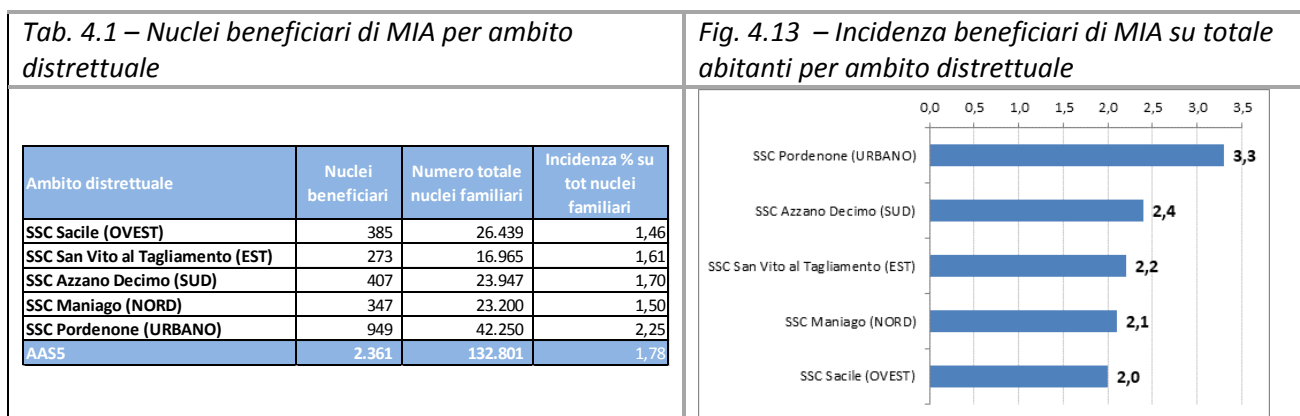 Tab. 4.1 – Nuclei beneficiari di MIA per ambito
distrettuale
Ambito distrettuale Nuclei beneficiari Numero totale nuclei familiari Incidenza % su tot nuclei familiari
SSC Sacile (OVEST) 385 26.439 1,46
SSC San Vito al Tagliamento (EST) 273 16.965 1,61
SSC Azzano Decimo (SUD) 407 23.947 1,70
SSC Maniago (NORD) 347 23.200 1,50
SSC Pordenone (URBANO) 949 42.250 2,25
AAS5 2.361 132.801 1,78
Fig. 4.13 – Incidenza beneficiari di MIA su totale
abitanti per ambito distrettuale
0,0 0,5 1,0 1,5 2,0 2,5 3,0 3,5
SSC Pordenone (URBANO) 3,3
SSC Azzano Decimo (SUD) 2,4
SSC San Vito al Tagliamento (EST) 2,2
SSC Maniago (NORD) 2,1
SSC Sacile (OVEST) 2,0